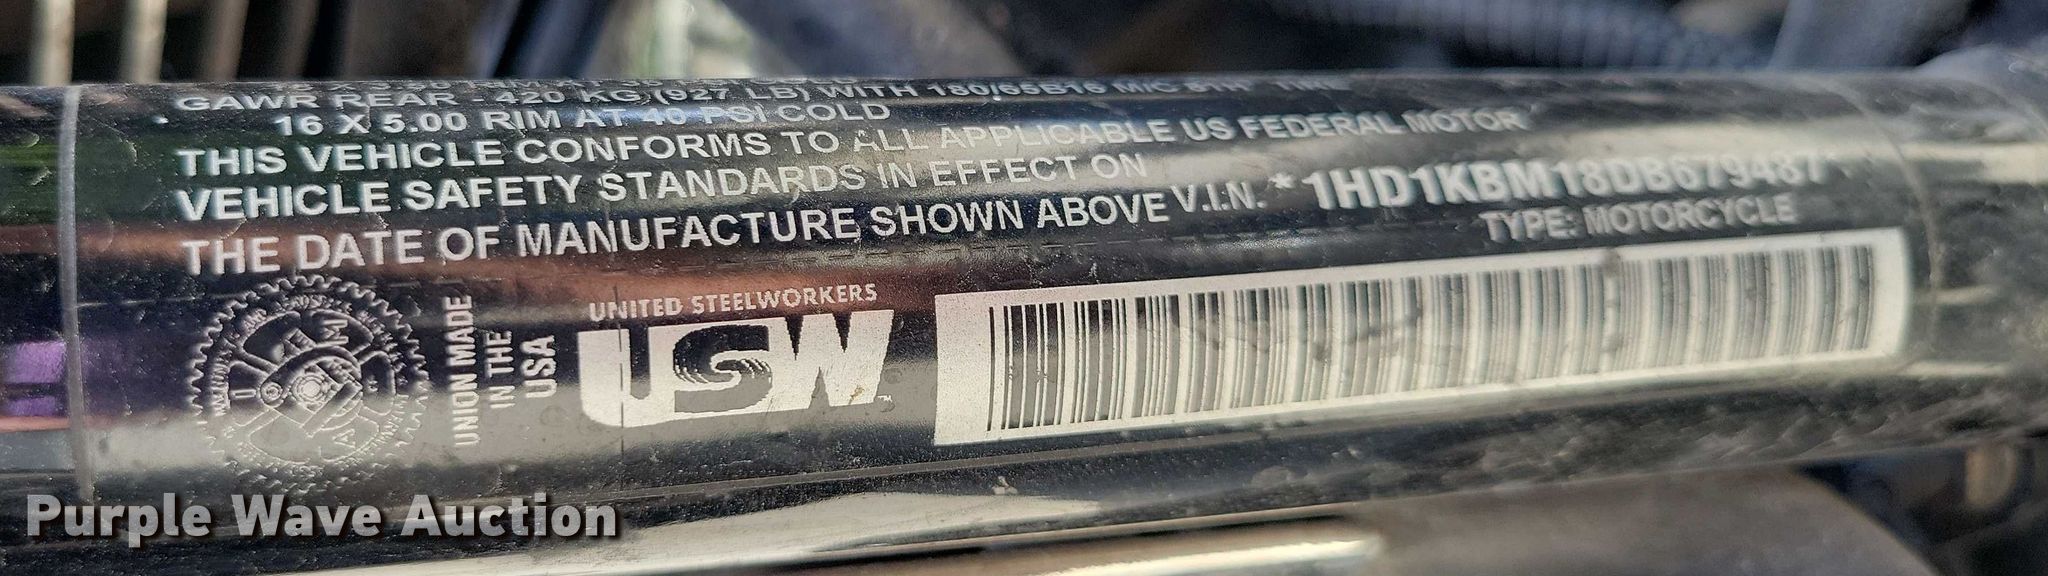 GAWR REAR - 420 KG (927 LB) WITH 180/65B16 M/C 81H TIRE
16 X 5.00 RIM AT 40 PSI COLD
THIS VEHICLE CONFORMS TO ALL APPLICABLE US FEDERAL MOTOR
VEHICLE SAFETY STANDARDS IN EFFECT ON
THE DATE OF MANUFACTURE SHOWN ABOVE V.I.N. *1HD1KBM18DB679487*
TYPE: MOTORCYCLE
UNION MADE
IN THE
USA
UNITED STEELWORKERS
USW
Purple Wave Auction